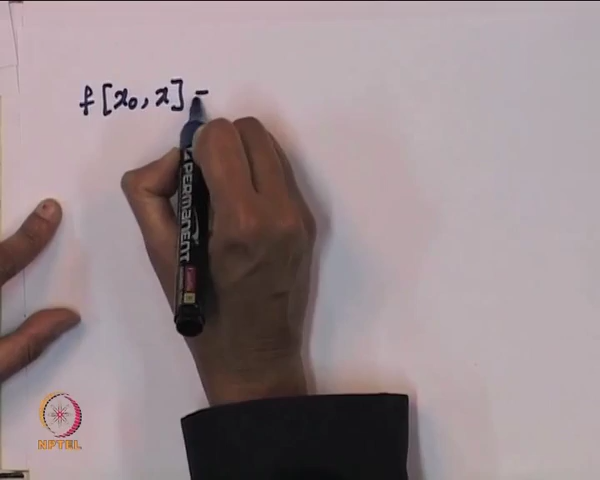 f[x₀, x] =
PERMANENT
NPTEL